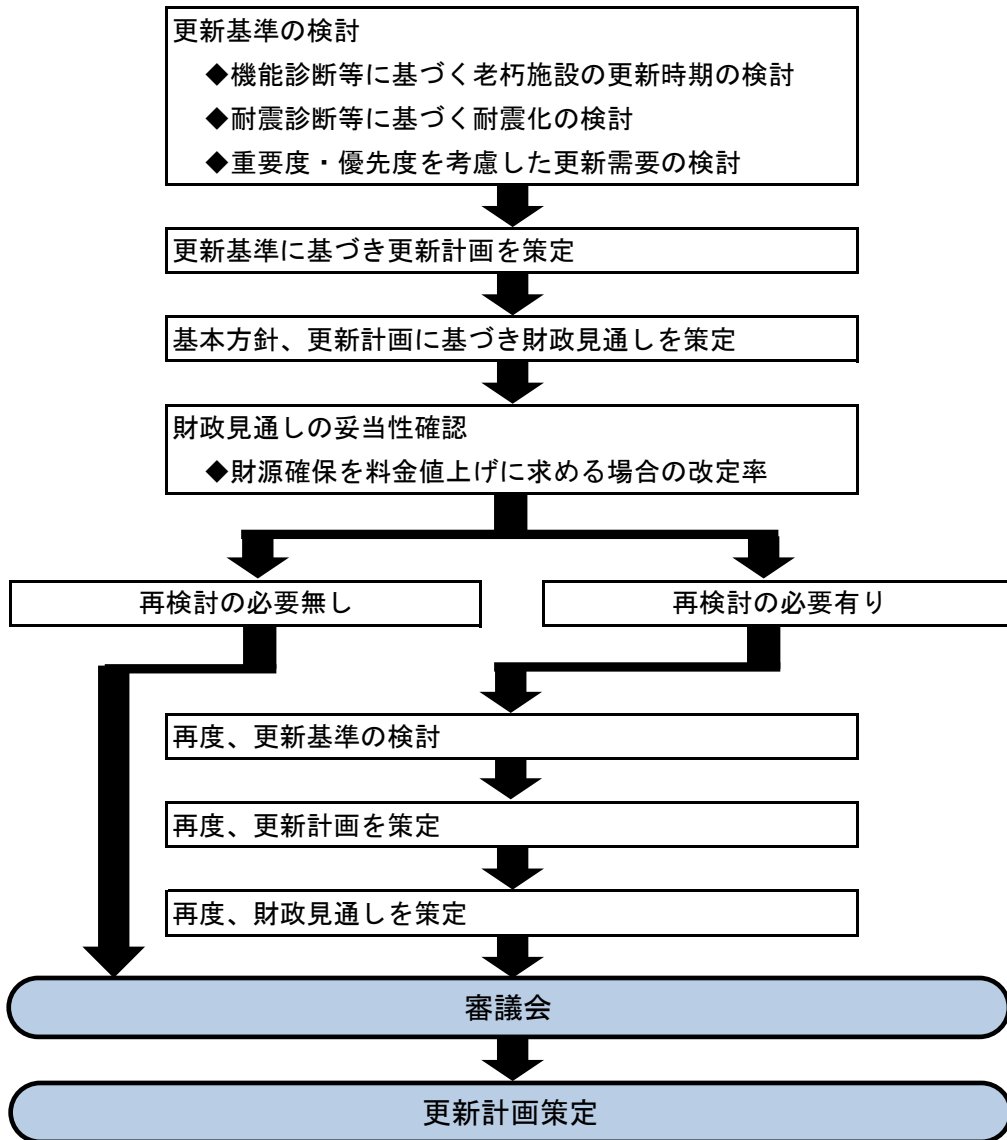 更新基準の検討
◆機能診断等に基づく老朽施設の更新時期の検討
◆耐震診断等に基づく耐震化の検討
◆重要度・優先度を考慮した更新需要の検討
更新基準に基づき更新計画を策定
基本方針、更新計画に基づき財政見通しを策定
財政見通しの妥当性確認
◆財源確保を料金値上げに求める場合の改定率
再検討の必要無し
再検討の必要有り
再度、更新基準の検討
再度、更新計画を策定
再度、財政見通しを策定
審議会
更新計画策定